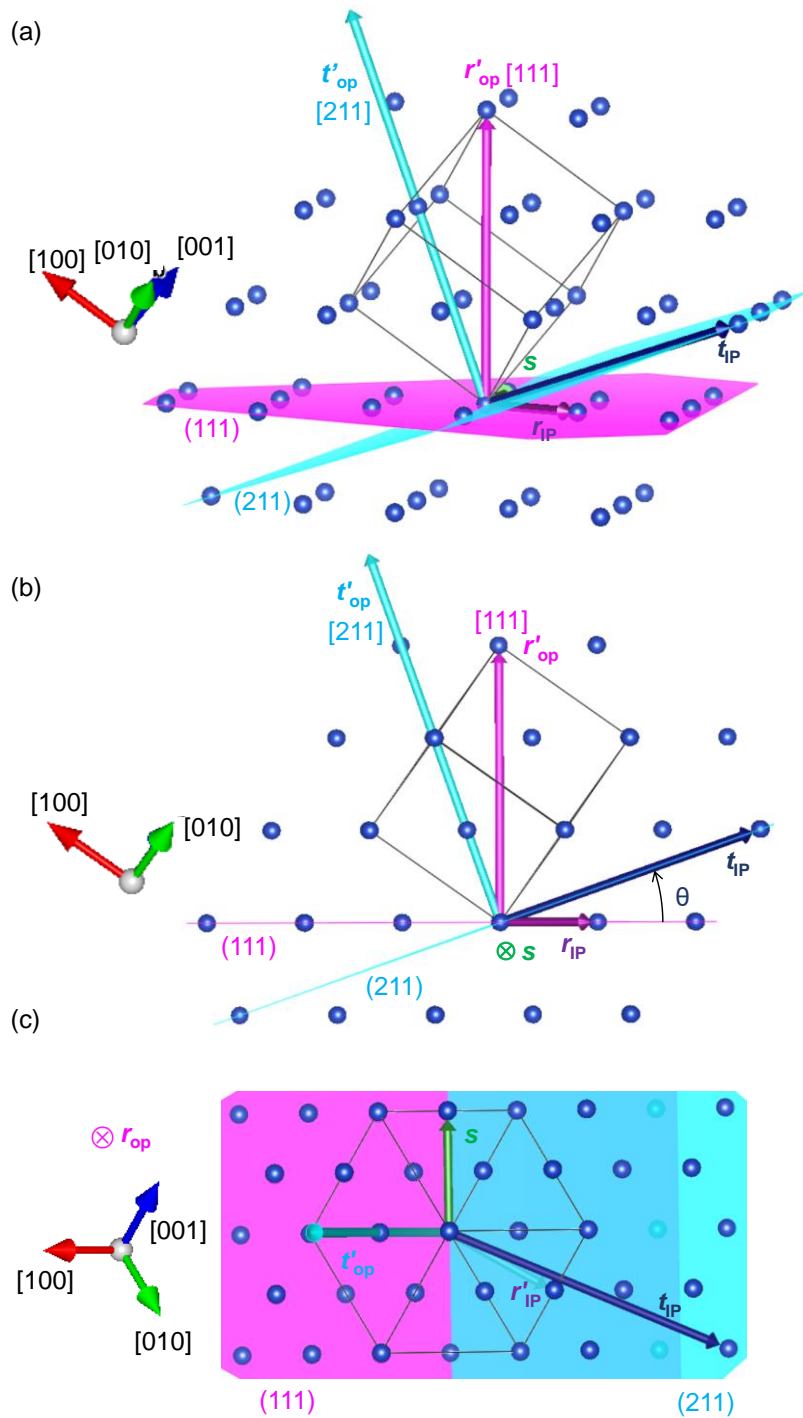 (a)
t'op
[211]
r'op [111]
[100]
[010]
[001]
s
tIP
rIP
(111)
(211)
(b)
t'op
[211]
[111]
r'op
[100]
[010]
tIP
θ
(111)
⊗ s
rIP
(211)
(c)
⊗ rop
s
[001]
[100]
t'op
r'IP
tIP
[010]
(111)
(211)